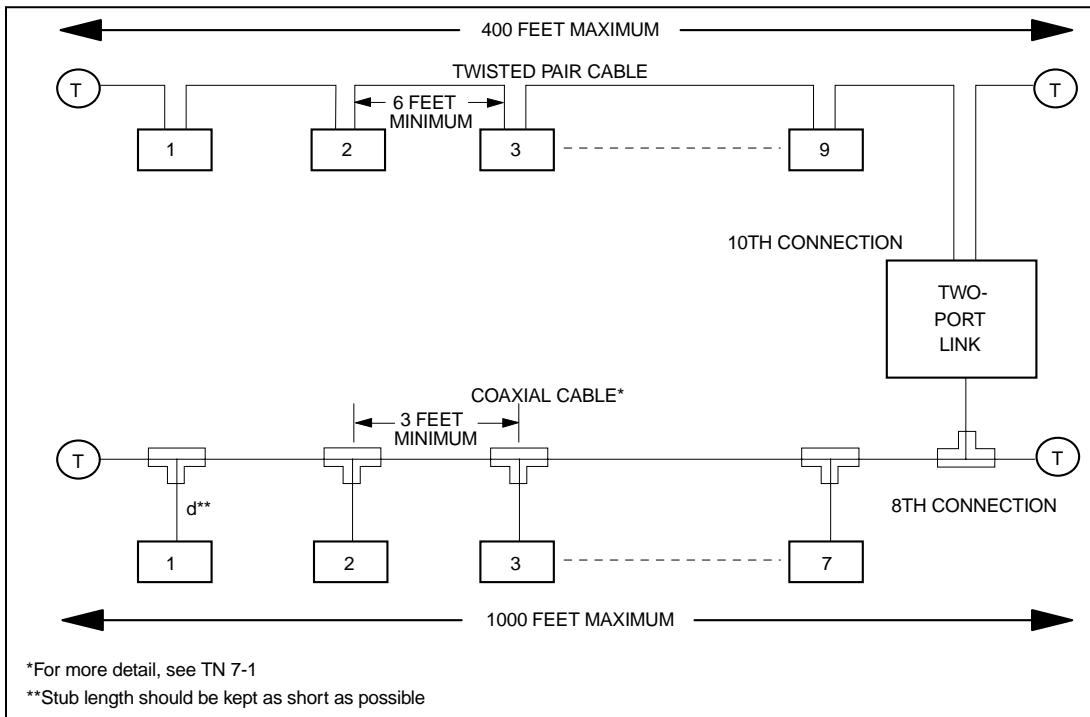 400 FEET MAXIMUM
TWISTED PAIR CABLE
T
T
6 FEET
MINIMUM
1
2
3
9
10TH CONNECTION
TWO-
PORT
LINK
COAXIAL CABLE*
3 FEET
MINIMUM
T
T
d**
8TH CONNECTION
1
2
3
7
1000 FEET MAXIMUM
*For more detail, see TN 7-1
**Stub length should be kept as short as possible